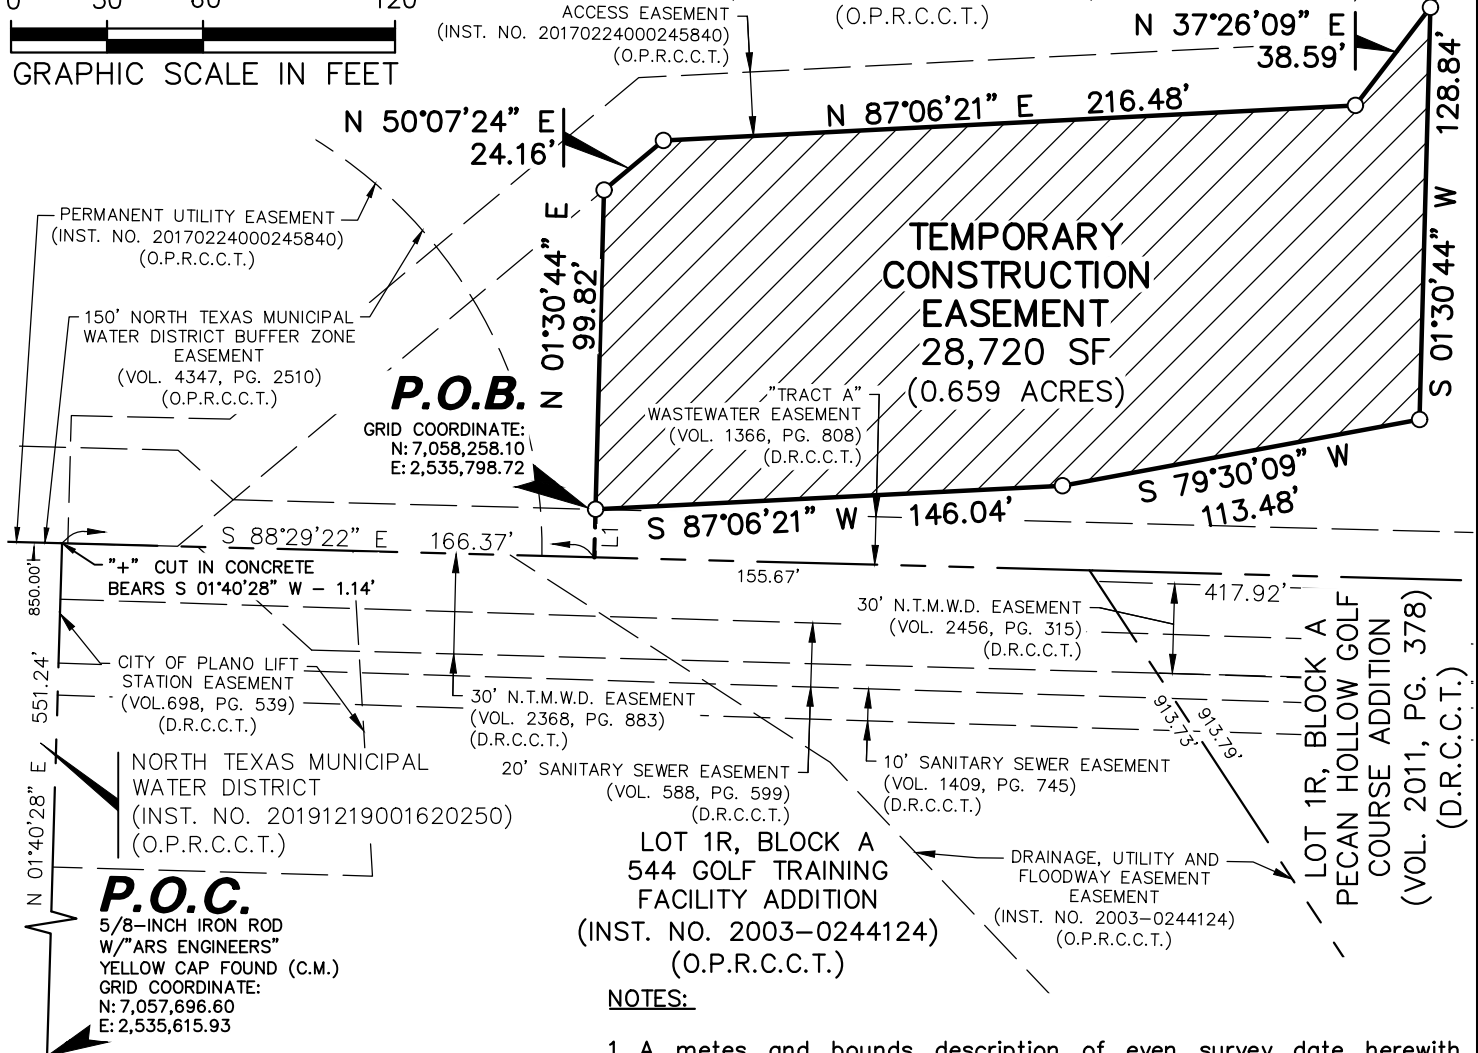 0 30 60 120
GRAPHIC SCALE IN FEET
ACCESS EASEMENT
(INST. NO. 20170224000245840)
(O.P.R.C.C.T.)
(O.P.R.C.C.T.)
N 37°26'09" E
38.59'
128.84'
S 01°30'44" W
N 50°07'24" E
24.16'
N 87°06'21" E 216.48'
PERMANENT UTILITY EASEMENT
(INST. NO. 20170224000245840)
(O.P.R.C.C.T.)
N 01°30'44" E
99.82'
TEMPORARY
CONSTRUCTION
EASEMENT
28,720 SF
(0.659 ACRES)
150' NORTH TEXAS MUNICIPAL
WATER DISTRICT BUFFER ZONE
EASEMENT
(VOL. 4347, PG. 2510)
(O.P.R.C.C.T.)
P.O.B.
GRID COORDINATE:
N: 7,058,258.10
E: 2,535,798.72
"TRACT A"
WASTEWATER EASEMENT
(VOL. 1366, PG. 808)
(D.R.C.C.T.)
S 79°30'09" W
113.48'
S 87°06'21" W 146.04'
L1
S 88°29'22" E 166.37'
"+" CUT IN CONCRETE
BEARS S 01°40'28" W – 1.14'
850.00'
155.67'
417.92'
30' N.T.M.W.D. EASEMENT
(VOL. 2456, PG. 315)
(D.R.C.C.T.)
CITY OF PLANO LIFT
STATION EASEMENT
(VOL.698, PG. 539)
(D.R.C.C.T.)
N 01°40'28" E 551.24'
30' N.T.M.W.D. EASEMENT
(VOL. 2368, PG. 883)
(D.R.C.C.T.)
913.73'
913.79'
NORTH TEXAS MUNICIPAL
WATER DISTRICT
(INST. NO. 20191219001620250)
(O.P.R.C.C.T.)
20' SANITARY SEWER EASEMENT
(VOL. 588, PG. 599)
(D.R.C.C.T.)
10' SANITARY SEWER EASEMENT
(VOL. 1409, PG. 745)
(D.R.C.C.T.)
LOT 1R, BLOCK A
PECAN HOLLOW GOLF
COURSE ADDITION
(VOL. 2011, PG. 378)
(D.R.C.C.T.)
LOT 1R, BLOCK A
544 GOLF TRAINING
FACILITY ADDITION
(INST. NO. 2003–0244124)
(O.P.R.C.C.T.)
DRAINAGE, UTILITY AND
FLOODWAY EASEMENT
EASEMENT
(INST. NO. 2003–0244124)
(O.P.R.C.C.T.)
P.O.C.
5/8–INCH IRON ROD
W/"ARS ENGINEERS"
YELLOW CAP FOUND (C.M.)
GRID COORDINATE:
N: 7,057,696.60
E: 2,535,615.93
NOTES:
1. A metes and bounds description of even survey date herewith